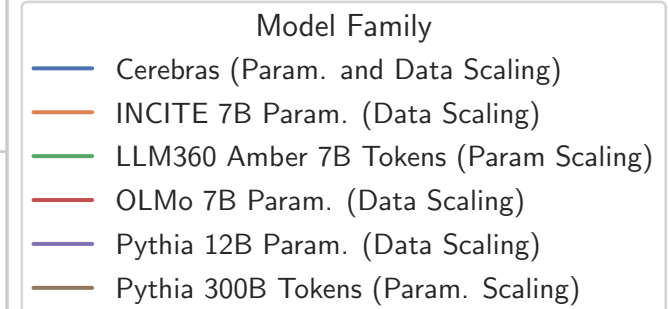 Model Family
Cerebras (Param. and Data Scaling)
INCITE 7B Param. (Data Scaling)
LLM360 Amber 7B Tokens (Param Scaling)
OLMo 7B Param. (Data Scaling)
Pythia 12B Param. (Data Scaling)
Pythia 300B Tokens (Param. Scaling)